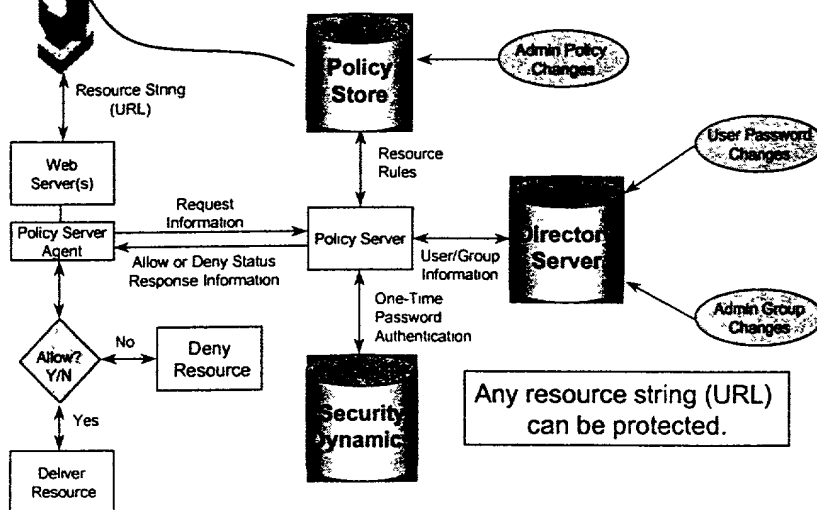 Resource String
(URL)
Policy
Store
Admin Policy
Changes
Web
Server(s)
Resource
Rules
User Password
Changes
Policy Server
Agent
Request
Information
Allow or Deny Status
Response Information
Policy Server
User/Group
Information
Director
Server
One-Time
Password
Authentication
Admin Group
Changes
Allow?
Y/N
No
Deny
Resource
Yes
Deliver
Resource
Security
Dynamic
Any resource string (URL)
can be protected.